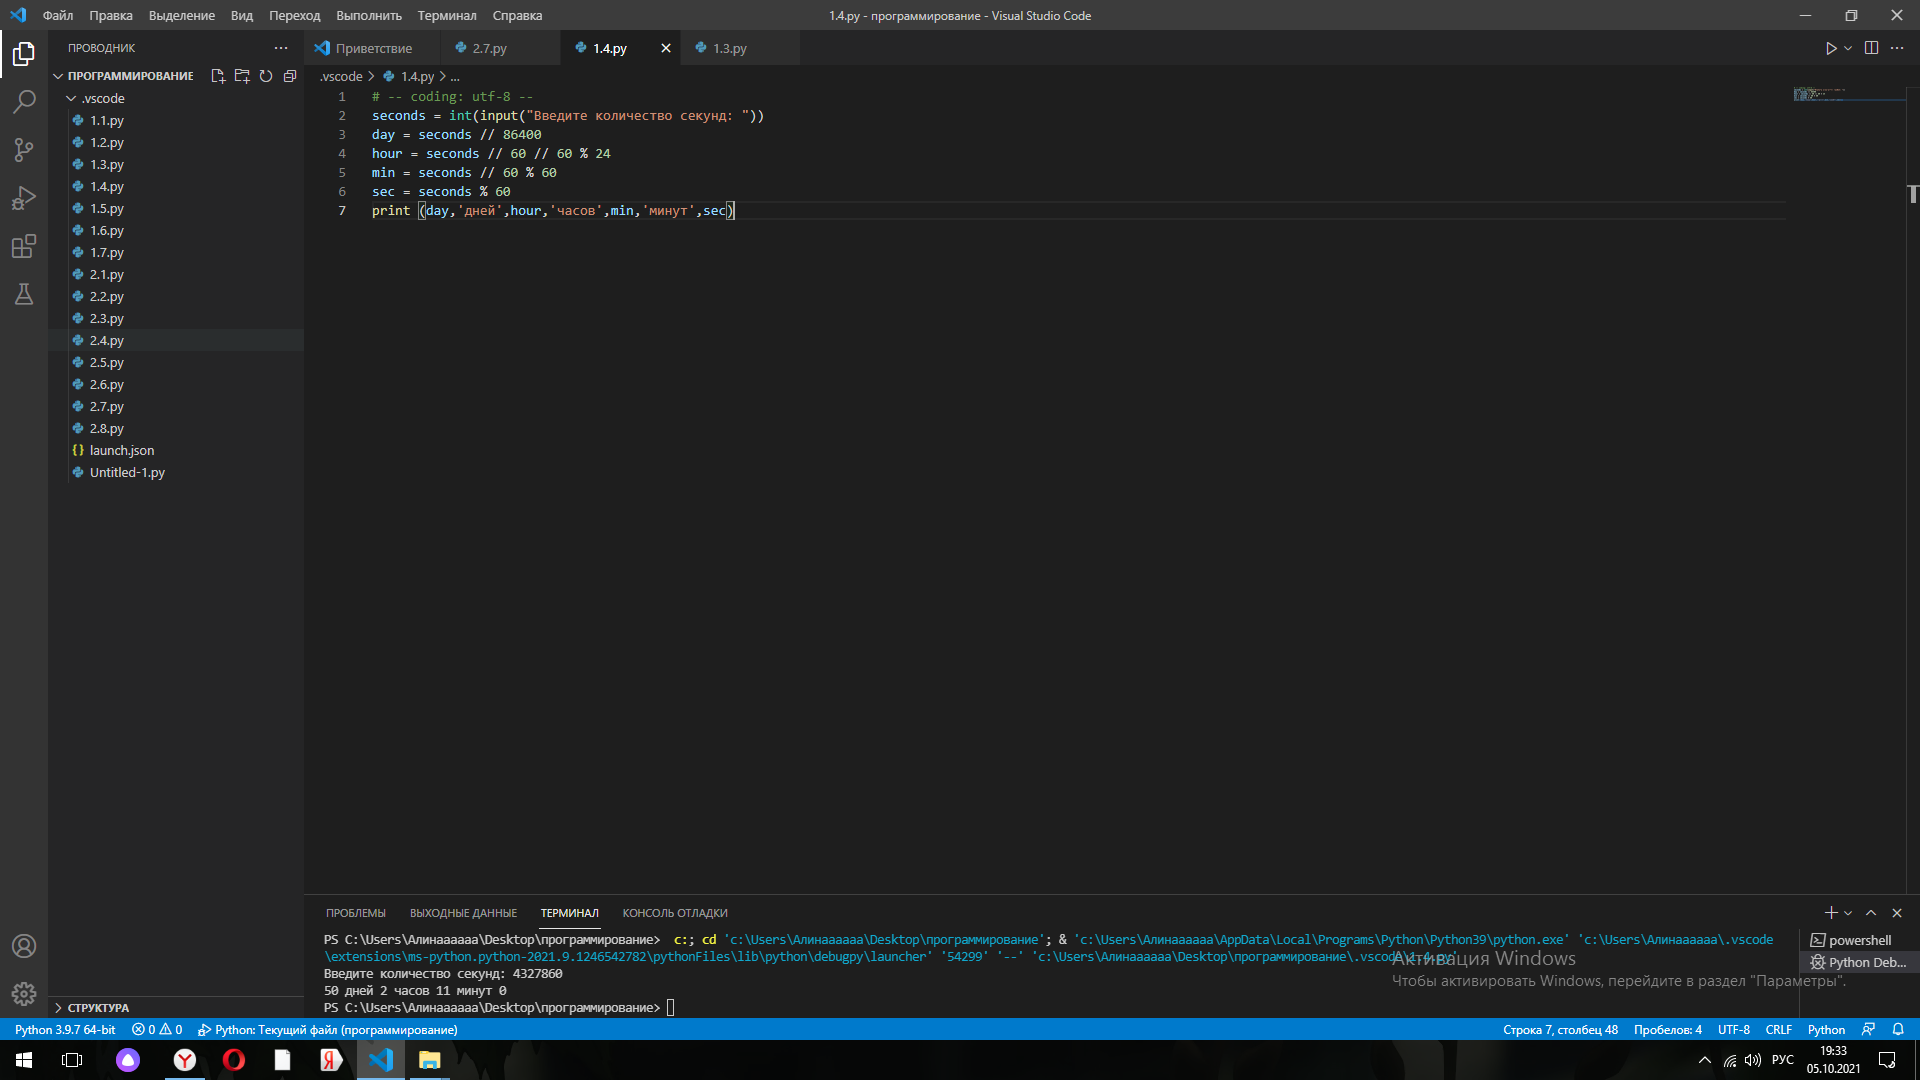 Файл Правка Выделение Вид Переход Выполнить Терминал Справка
1.4.py - программирование - Visual Studio Code
ПРОВОДНИК
ПРОГРАММИРОВАНИЕ
.vscode
1.1.py
1.2.py
1.3.py
1.4.py
1.5.py
1.6.py
1.7.py
2.1.py
2.2.py
2.3.py
2.4.py
2.5.py
2.6.py
2.7.py
2.8.py
launch.json
Untitled-1.py
СТРУКТУРА
Приветствие 2.7.py 1.4.py 1.3.py
.vscode > 1.4.py > ...
1 # -- coding: utf-8 --
2 seconds = int(input("Введите количество секунд: "))
3 day = seconds // 86400
4 hour = seconds // 60 // 60 % 24
5 min = seconds // 60 % 60
6 sec = seconds % 60
7 print (day,'дней',hour,'часов',min,'минут',sec)
ПРОБЛЕМЫ ВЫХОДНЫЕ ДАННЫЕ ТЕРМИНАЛ КОНСОЛЬ ОТЛАДКИ
PS C:\Users\Алинаааааа\Desktop\программирование> c:; cd 'c:\Users\Алинаааааа\Desktop\программирование'; & 'c:\Users\Алинаааааа\AppData\Local\Programs\Python\Python39\python.exe' 'c:\Users\Алинаааааа\.vscode
\extensions\ms-python.python-2021.9.1246542782\pythonFiles\lib\python\debugpy\launcher' '54299' '--' 'c:\Users\Алинаааааа\Desktop\программирование\.vscode\1.4.py'
Введите количество секунд: 4327860
50 дней 2 часов 11 минут 0
PS C:\Users\Алинаааааа\Desktop\программирование>
powershell
Python Deb...
Активация Windows
Чтобы активировать Windows, перейдите в раздел "Параметры".
Python 3.9.7 64-bit 0 0 Python: Текущий файл (программирование)
Строка 7, столбец 48 Пробелов: 4 UTF-8 CRLF Python
РУС
19:33
05.10.2021